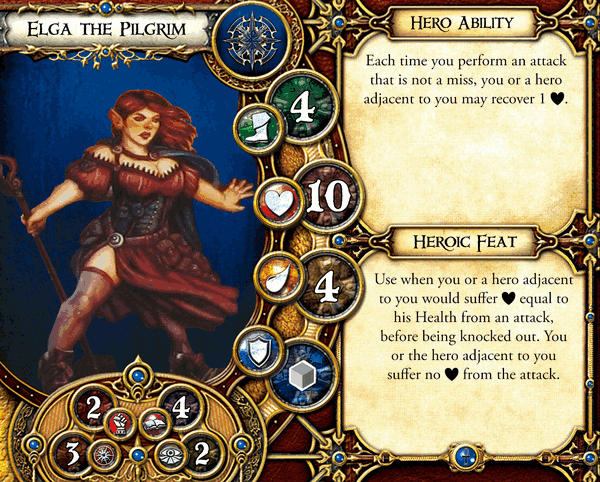 Elga the Pilgrim
4
10
4
2
4
3
2
Hero Ability
Each time you perform an attack
that is not a miss, you or a hero
adjacent to you may recover 1 ♥.
Heroic Feat
Use when you or a hero adjacent
to you would suffer ♥ equal to
his Health from an attack,
before being knocked out. You
or the hero adjacent to you
suffer no ♥ from the attack.